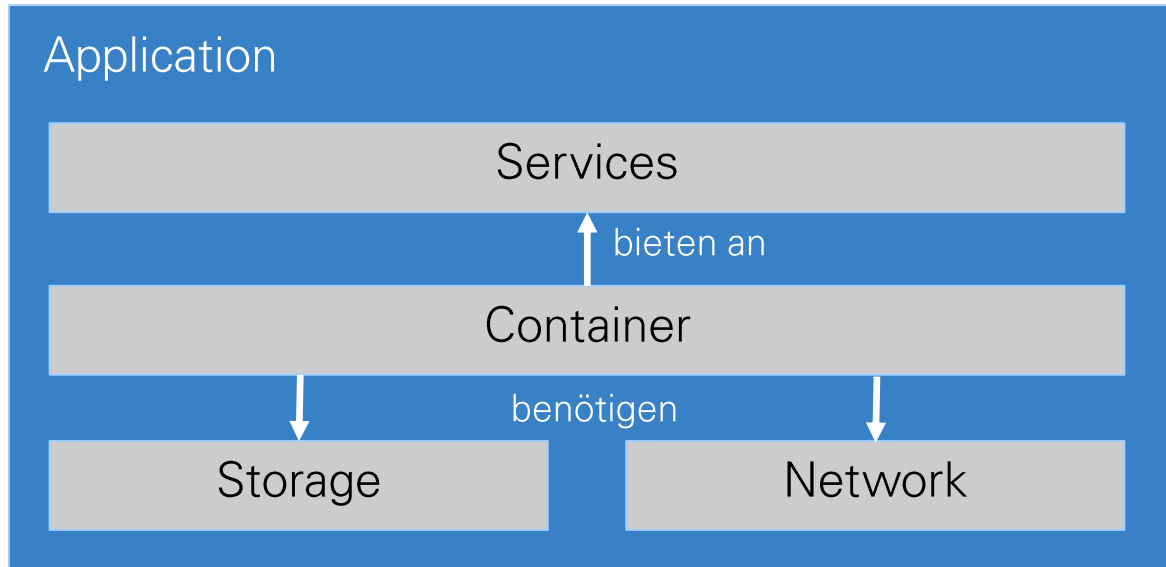 Application
Services
bieten an
Container
benötigen
Storage
Network